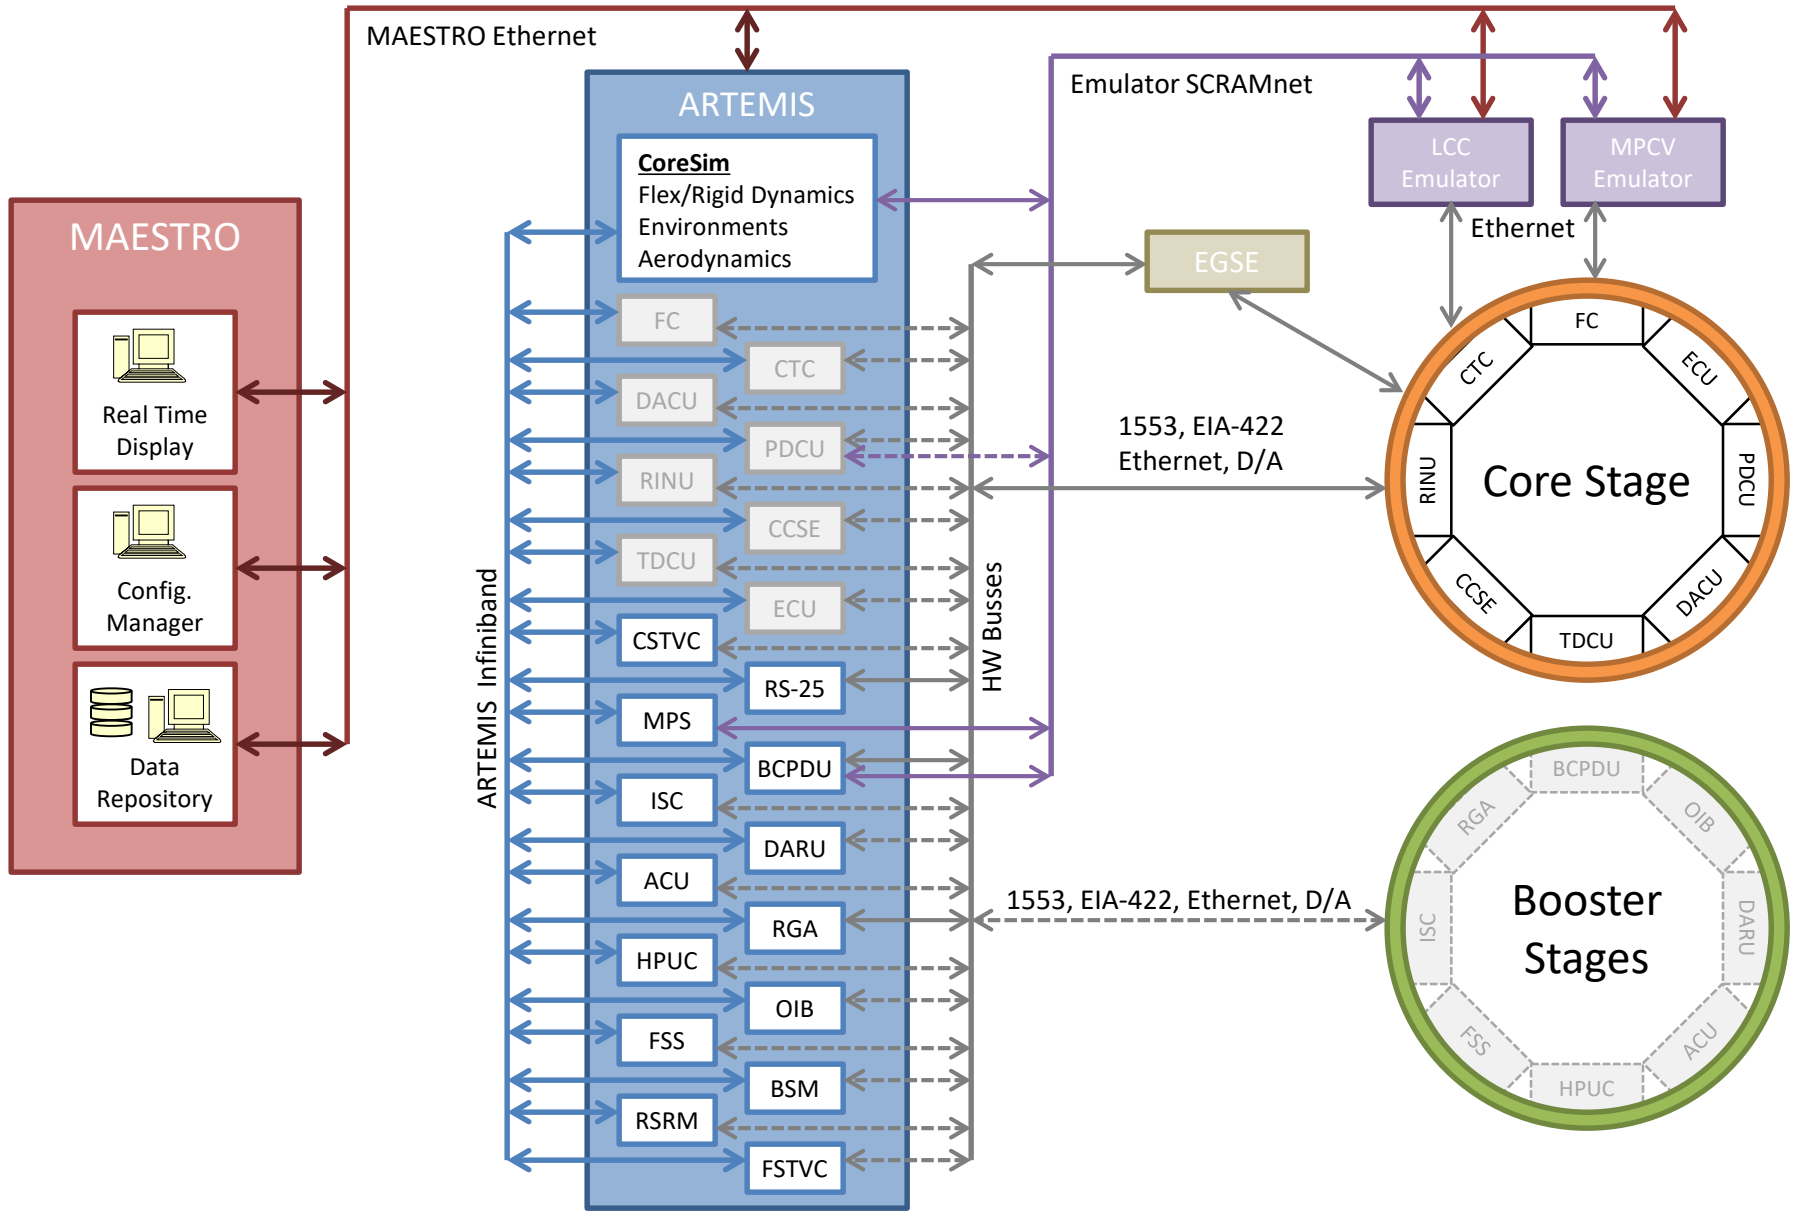 MAESTRO Ethernet
Emulator SCRAMnet
MAESTRO
Real Time
Display
Config.
Manager
Data
Repository
ARTEMIS Infiniband
ARTEMIS
CoreSim
Flex/Rigid Dynamics
Environments
Aerodynamics
FC
CTC
DACU
PDCU
RINU
CCSE
TDCU
ECU
CSTVC
RS-25
MPS
BCPDU
ISC
DARU
ACU
RGA
HPUC
OIB
FSS
BSM
RSRM
FSTVC
HW Busses
LCC
Emulator
MPCV
Emulator
Ethernet
EGSE
1553, EIA-422
Ethernet, D/A
FC
ECU
PDCU
DACU
TDCU
CCSE
RINU
CTC
Core Stage
1553, EIA-422, Ethernet, D/A
BCPDU
OIB
DARU
ACU
HPUC
FSS
ISC
RGA
Booster
Stages